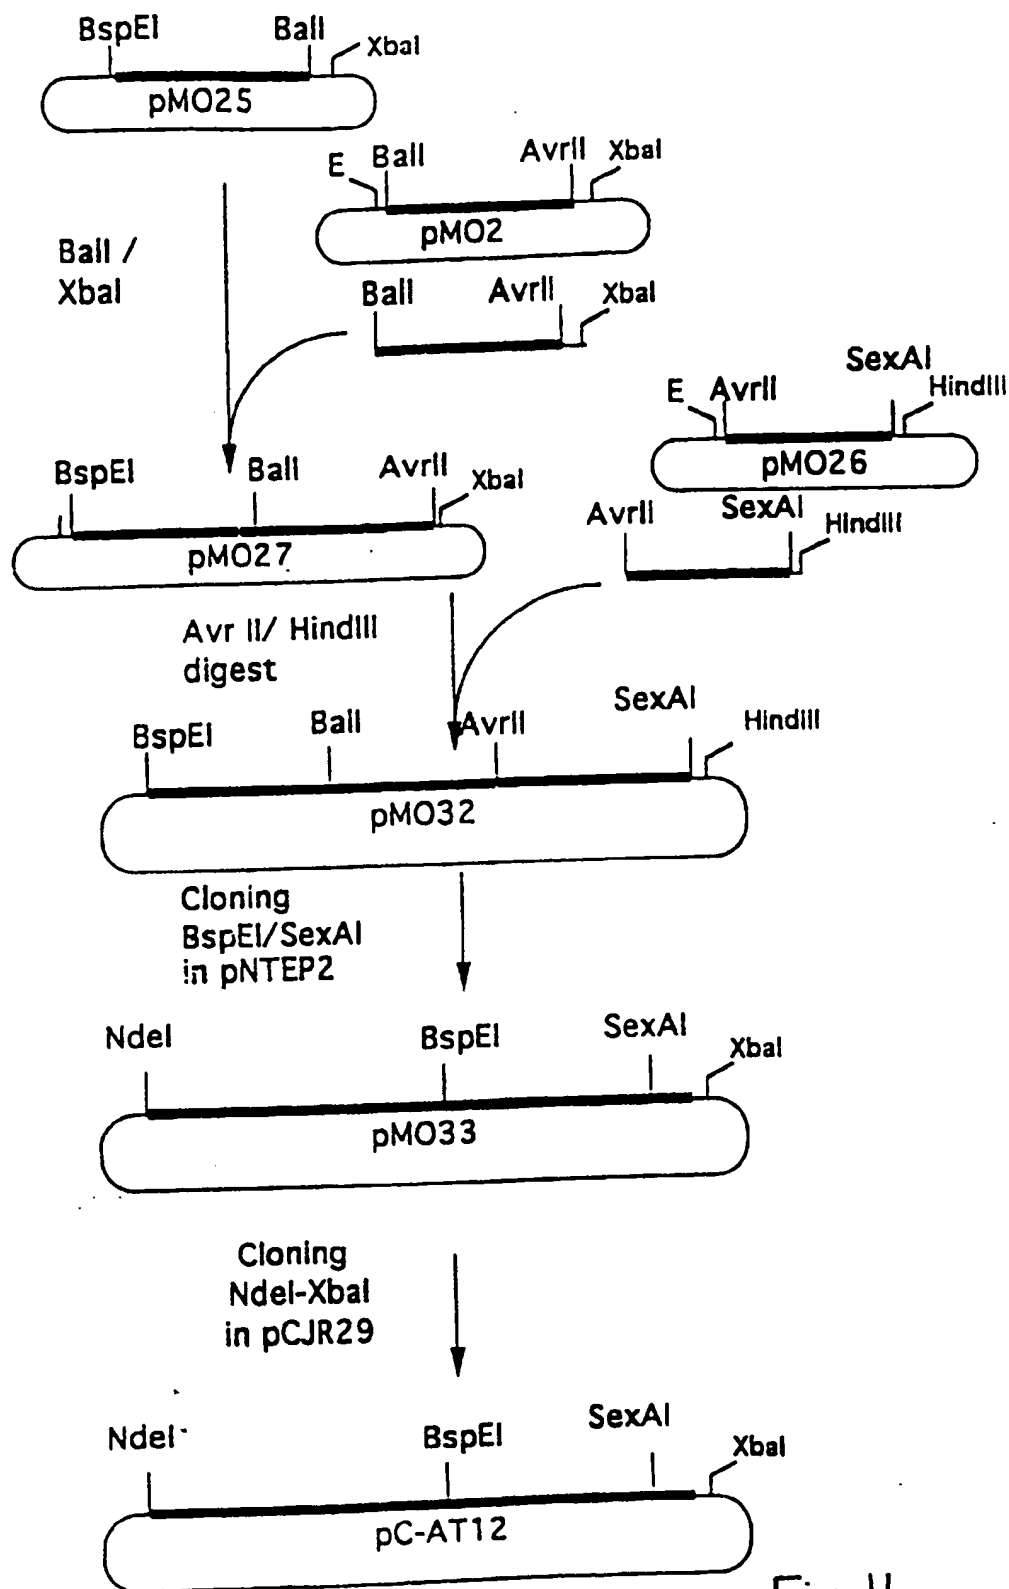 BspEI BalI XbaI
pMO25
E BalI AvrII XbaI
pMO2
BalI /
XbaI
BalI AvrII XbaI
SexAI
E AvrII HindIII
pMO26
BspEI BalI AvrII XbaI
pMO27
AvrII SexAI HindIII
Avr II/ HindIII
digest
BspEI BalI AvrII SexAI HindIII
pMO32
Cloning
BspEI/SexAI
in pNTEP2
NdeI BspEI SexAI XbaI
pMO33
Cloning
NdeI-XbaI
in pCJR29
NdeI BspEI SexAI XbaI
pC-AT12